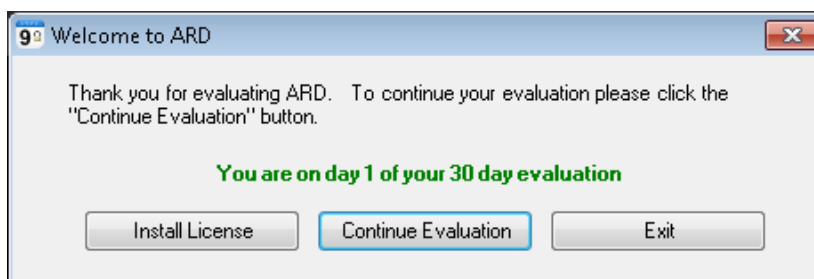 Welcome to ARD
Thank you for evaluating ARD. To continue your evaluation please click the
"Continue Evaluation" button.
You are on day 1 of your 30 day evaluation
Install License
Continue Evaluation
Exit